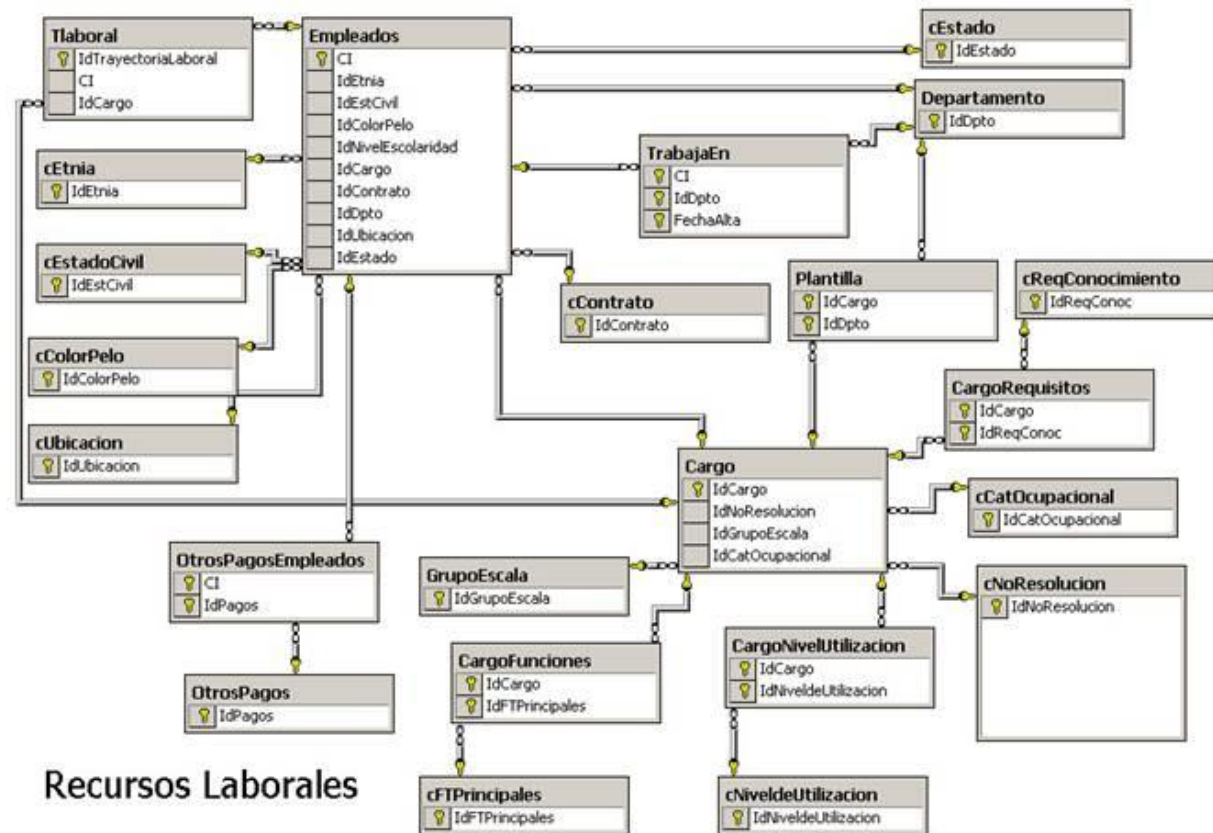 Tlaboral
IdTrayectoriaLaboral
CI
IdCargo
Empleados
CI
IdEtnia
IdEstCivil
IdColorPelo
IdNivelEscolaridad
IdCargo
IdContrato
IdDpto
IdUbicacion
IdEstado
cEstado
IdEstado
Departamento
IdDpto
TrabajaEn
CI
IdDpto
FechaAlta
cEtnia
IdEtnia
cEstadoCivil
IdEstCivil
cContrato
IdContrato
Plantilla
IdCargo
IdDpto
cReqConocimiento
IdReqConoc
cColorPelo
IdColorPelo
CargoRequisitos
IdCargo
IdReqConoc
cUbicacion
IdUbicacion
Cargo
IdCargo
IdNoResolucion
IdGrupoEscala
IdCatOcupacional
cCatOcupacional
IdCatOcupacional
OtrosPagosEmpleados
CI
IdPagos
GrupoEscala
IdGrupoEscala
cNoResolucion
IdNoResolucion
CargoFunciones
IdCargo
IdFTPrincipales
CargoNivelUtilizacion
IdCargo
IdNiveldeUtilizacion
OtrosPagos
IdPagos
Recursos Laborales
cFTPrincipales
IdFTPrincipales
cNiveldeUtilizacion
IdNiveldeUtilizacion